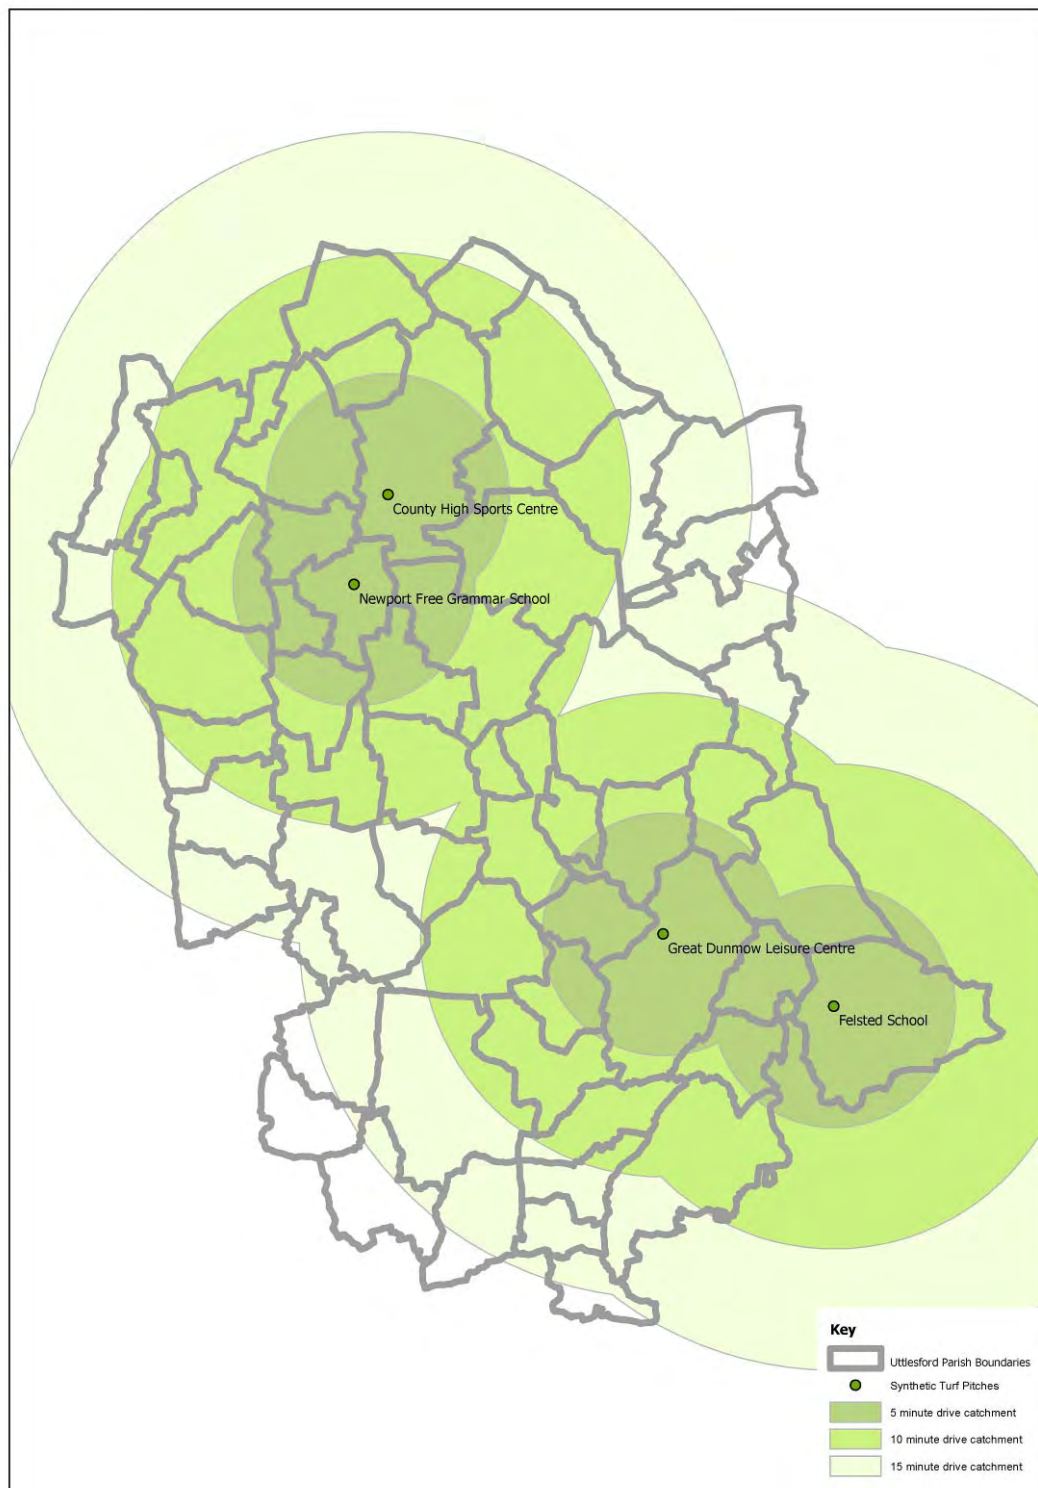 County High Sports Centre
Newport Free Grammar School
Great Dunmow Leisure Centre
Felsted School
Key
Uttlesford Parish Boundaries
Synthetic Turf Pitches
5 minute drive catchment
10 minute drive catchment
15 minute drive catchment